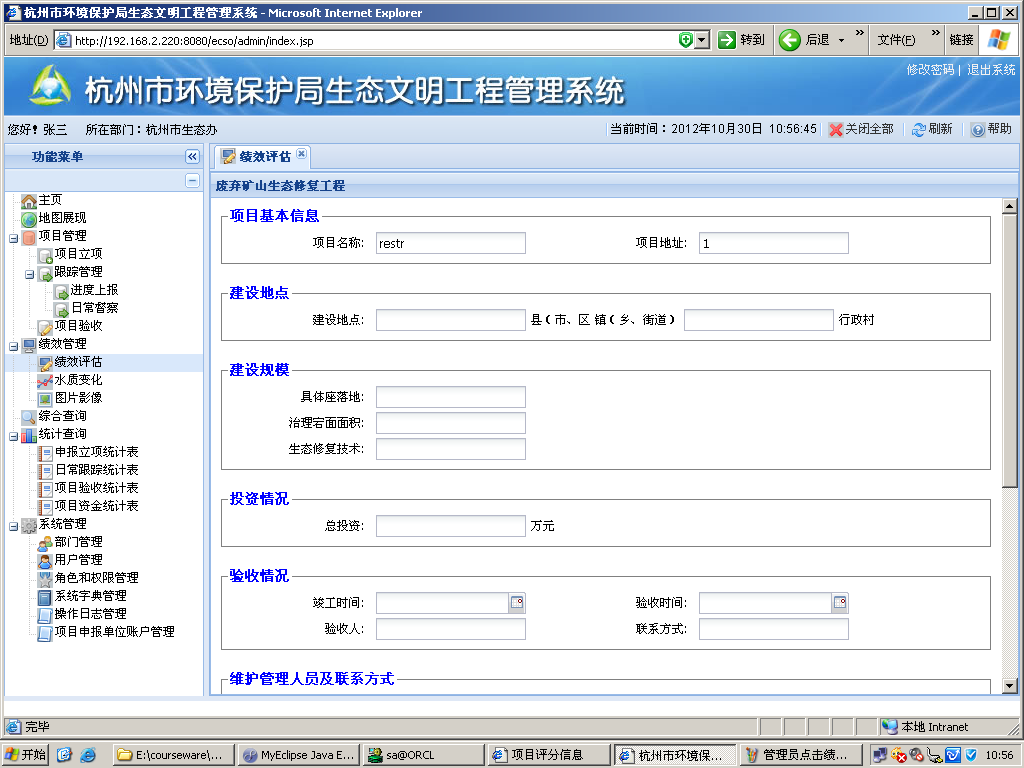 杭州市环境保护局生态文明工程管理系统 - Microsoft Internet Explorer
地址(D) http://192.168.2.220:8080/ecso/admin/index.jsp 转到 后退 » 文件(F) » 链接
修改密码 | 退出系统
杭州市环境保护局生态文明工程管理系统
您好! 张三 所在部门：杭州市生态办 当前时间：2012年10月30日 10:56:45 关闭全部 刷新 帮助
功能菜单
主页
地图展现
项目管理
项目立项
跟踪管理
进度上报
日常督察
项目验收
绩效管理
绩效评估
水质变化
图片影像
综合查询
统计查询
申报立项统计表
日常跟踪统计表
项目验收统计表
项目资金统计表
系统管理
部门管理
用户管理
角色和权限管理
系统字典管理
操作日志管理
项目申报单位账户管理
绩效评估
废弃矿山生态修复工程
项目基本信息
项目名称: restr 项目地址: 1
建设地点
建设地点: 县（市、区 镇（乡、街道） 行政村
建设规模
具体座落地:
治理宕面面积:
生态修复技术:
投资情况
总投资: 万元
验收情况
竣工时间: 验收时间:
验收人: 联系方式:
维护管理人员及联系方式
完毕 本地 Intranet
开始 E:\courseware\... MyEclipse Java E... sa@ORCL 项目评分信息 杭州市环境保... 管理员点击绩... 10:56